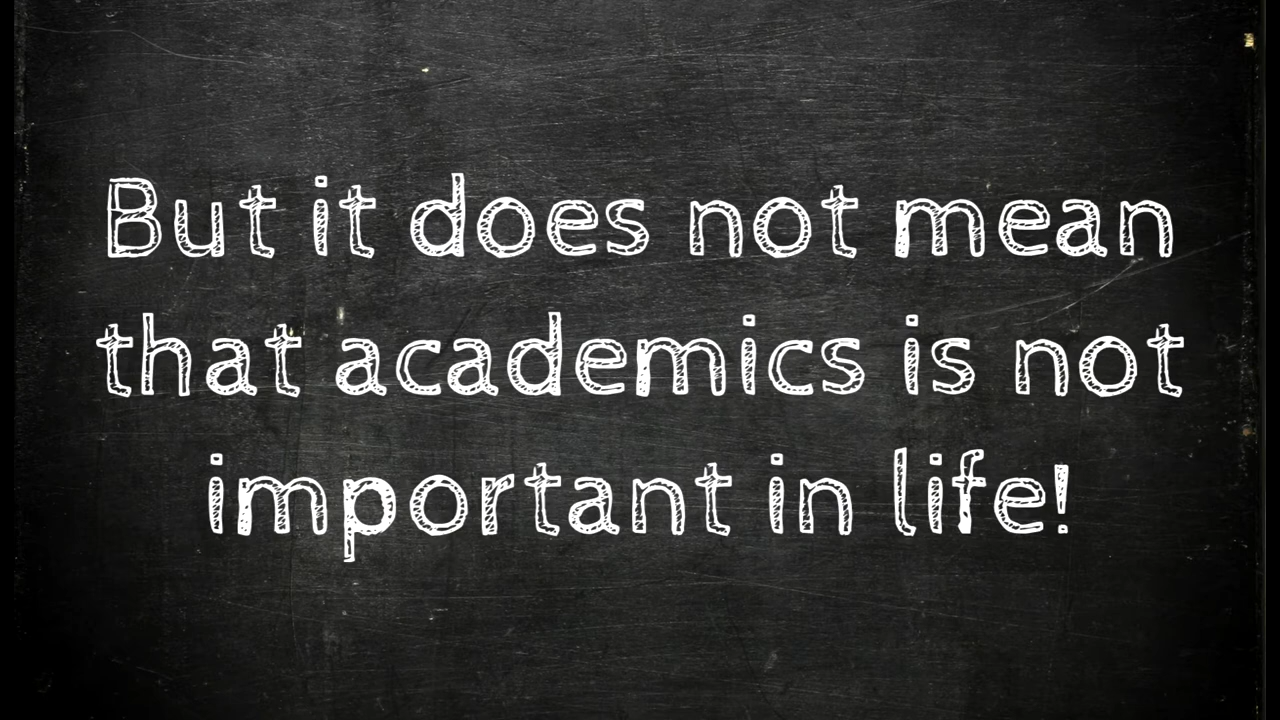 But it does not mean
that academics is not
important in life!